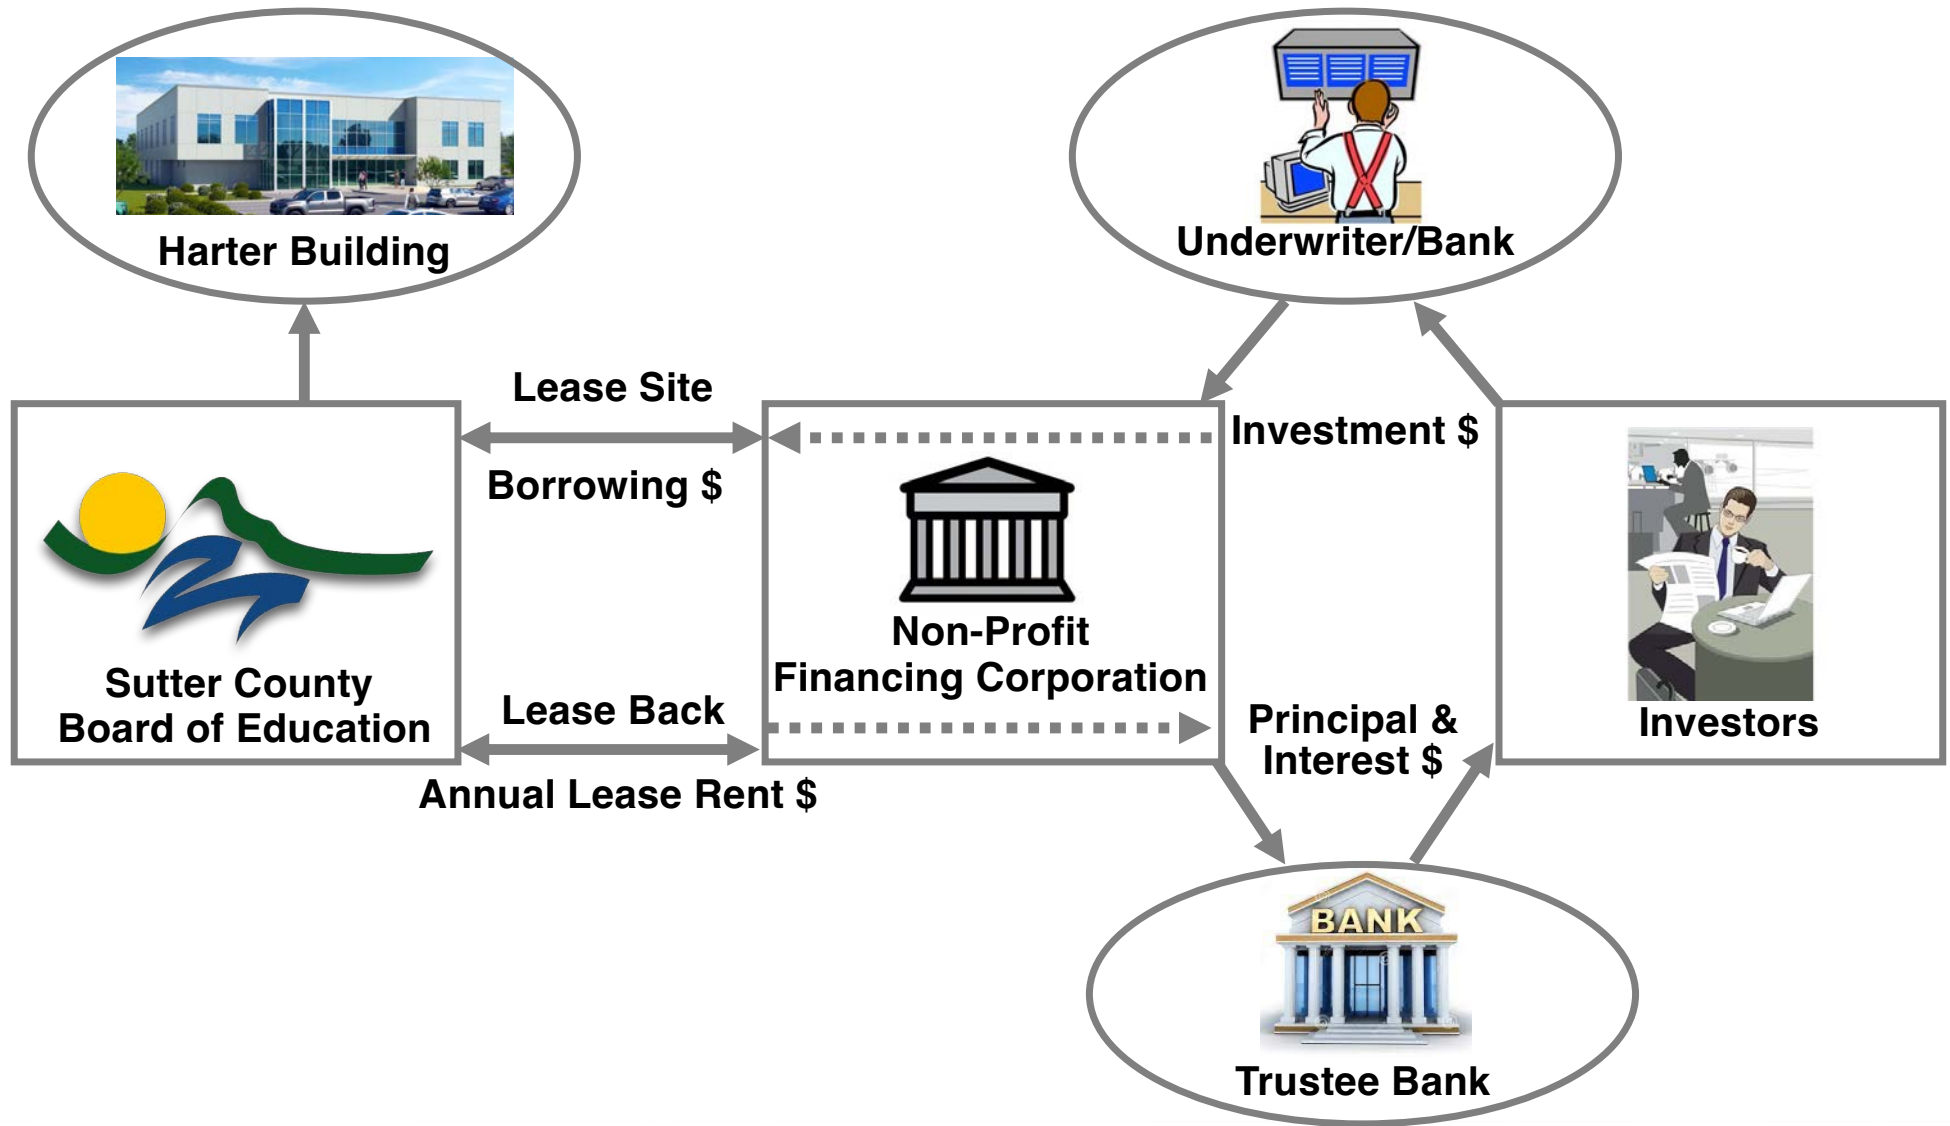 Harter Building
Underwriter/Bank
Lease Site
Borrowing $
Investment $
Sutter County
Board of Education
Non-Profit
Financing Corporation
Lease Back
Annual Lease Rent $
Principal &
Interest $
Investors
BANK
Trustee Bank